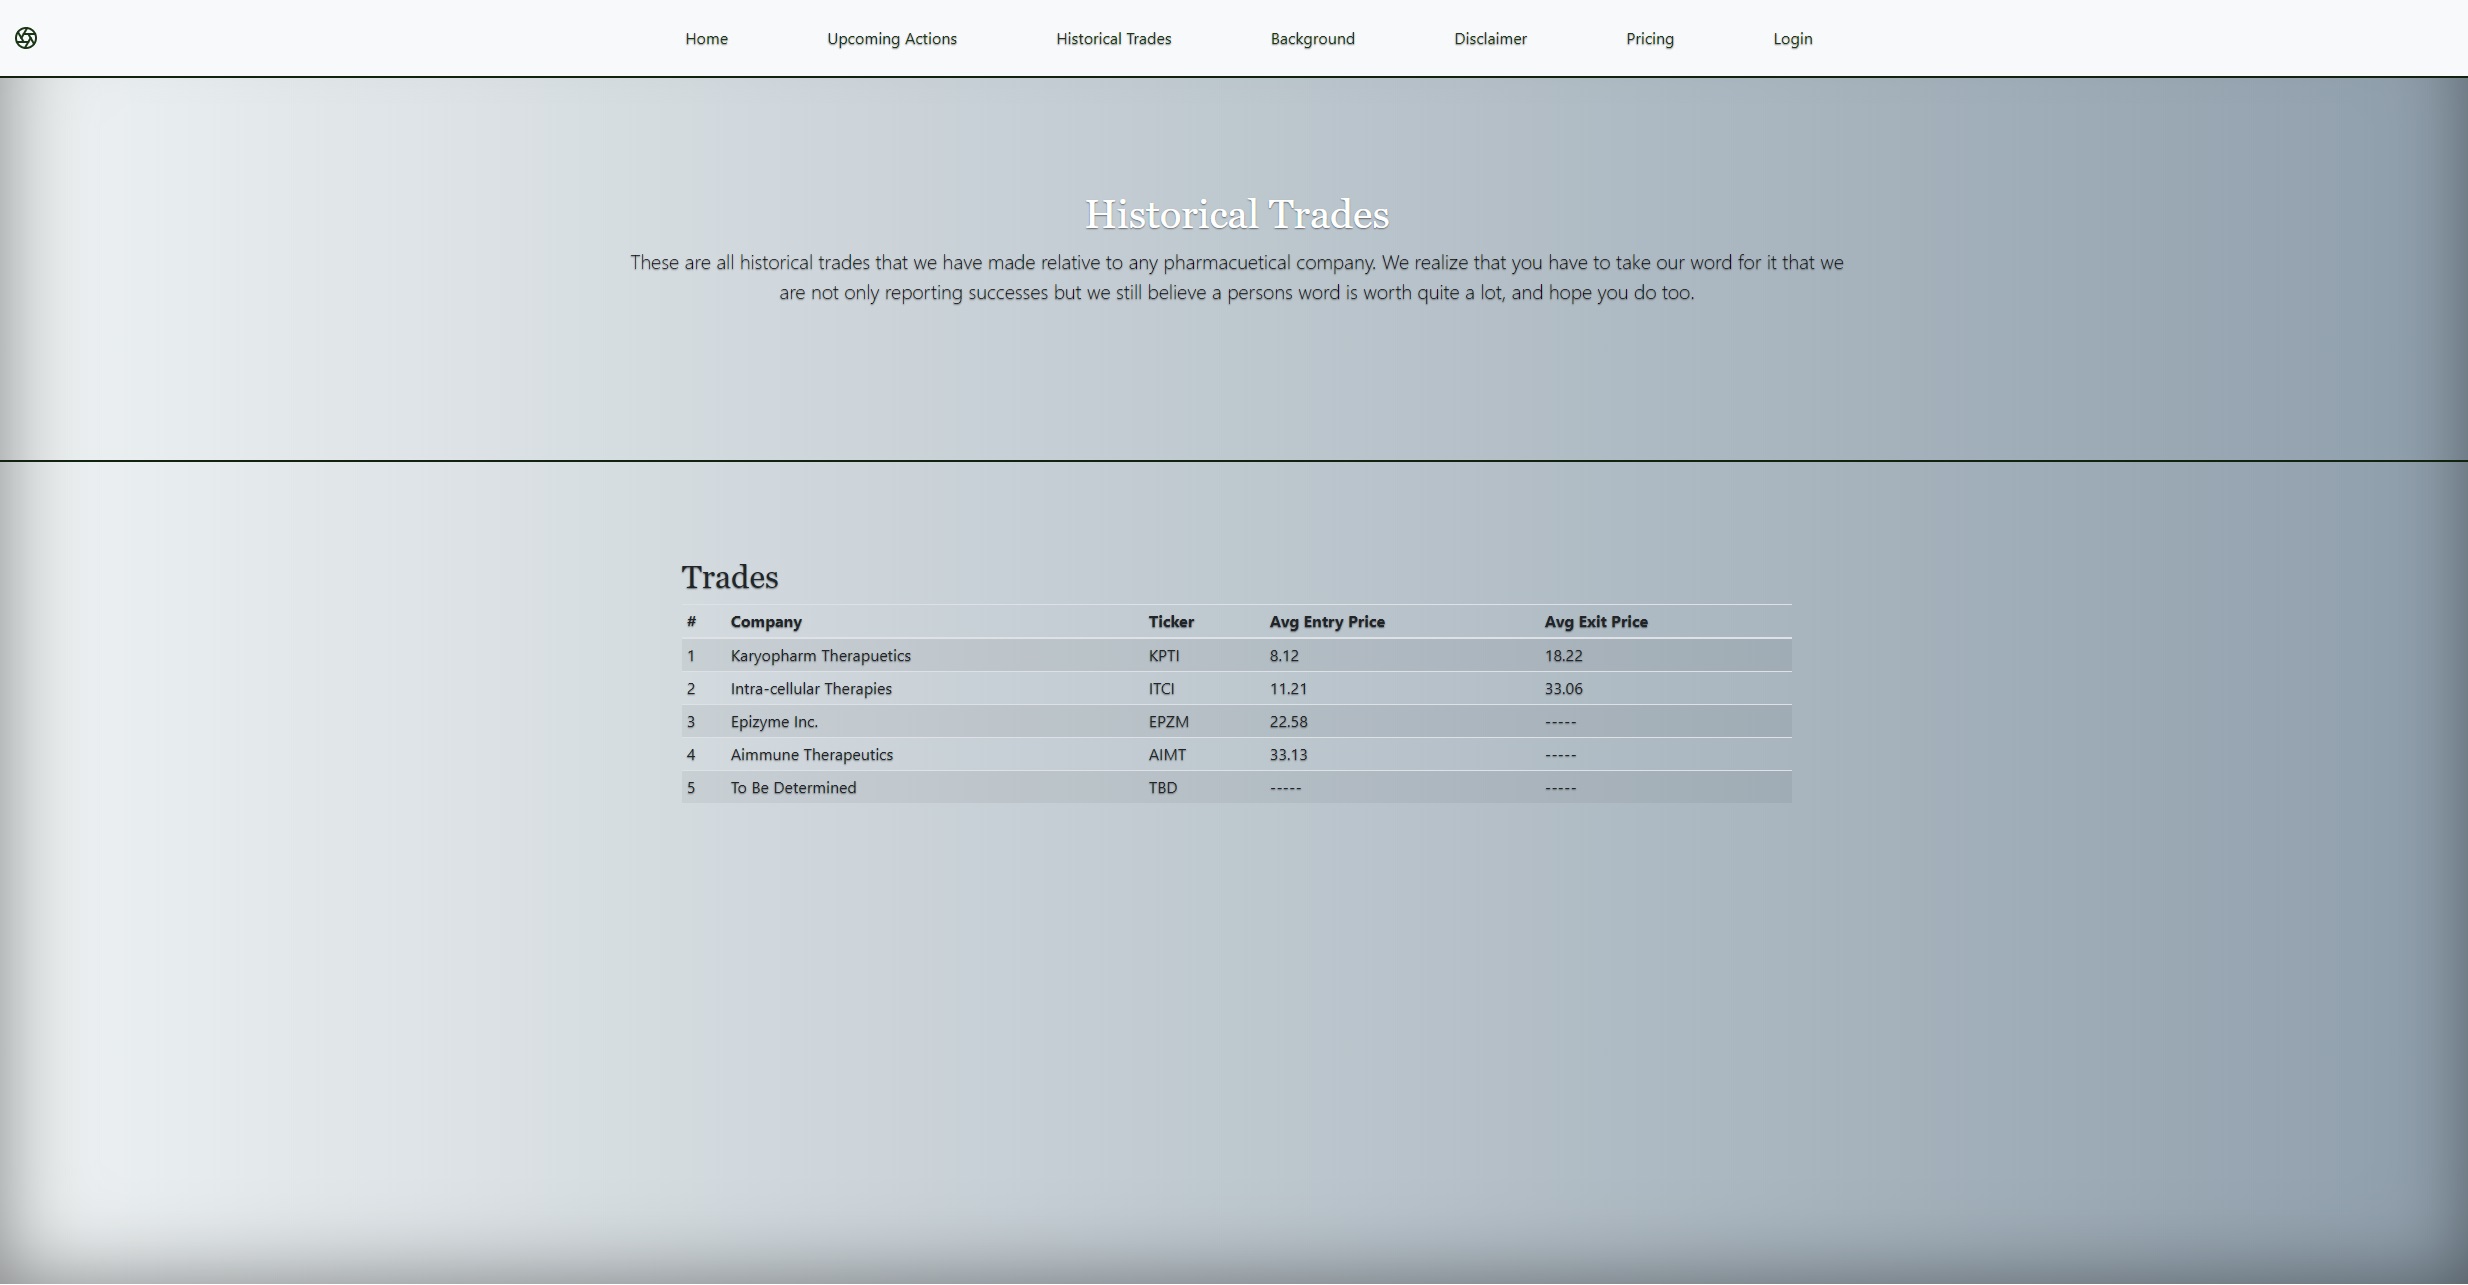 Home Upcoming Actions Historical Trades Background Disclaimer Pricing Login
Historical Trades
These are all historical trades that we have made relative to any pharmacuetical company. We realize that you have to take our word for it that we
are not only reporting successes but we still believe a persons word is worth quite a lot, and hope you do too.
Trades
# Company Ticker Avg Entry Price Avg Exit Price
1 Karyopharm Therapuetics KPTI 8.12 18.22
2 Intra-cellular Therapies ITCI 11.21 33.06
3 Epizyme Inc. EPZM 22.58 -----
4 Aimmune Therapeutics AIMT 33.13 -----
5 To Be Determined TBD ----- -----